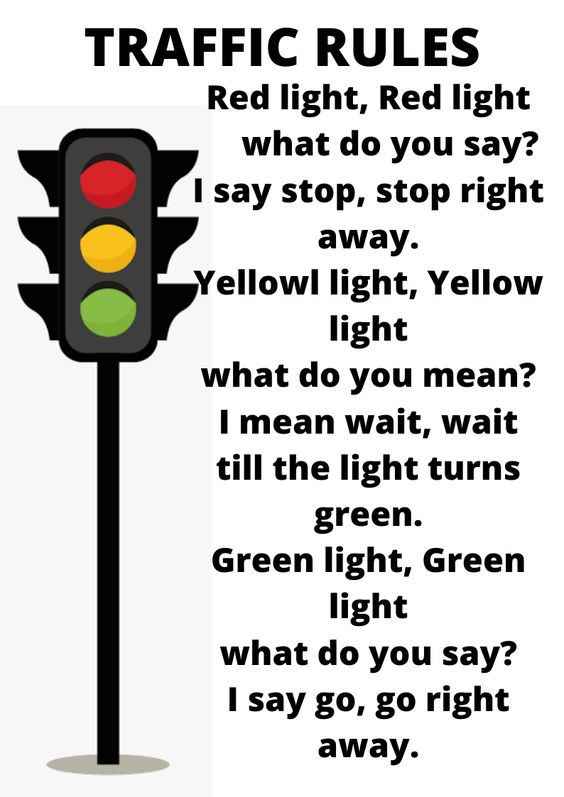 TRAFFIC RULES
Red light, Red light
what do you say?
I say stop, stop right
away.
Yellowl light, Yellow
light
what do you mean?
I mean wait, wait
till the light turns
green.
Green light, Green
light
what do you say?
I say go, go right
away.